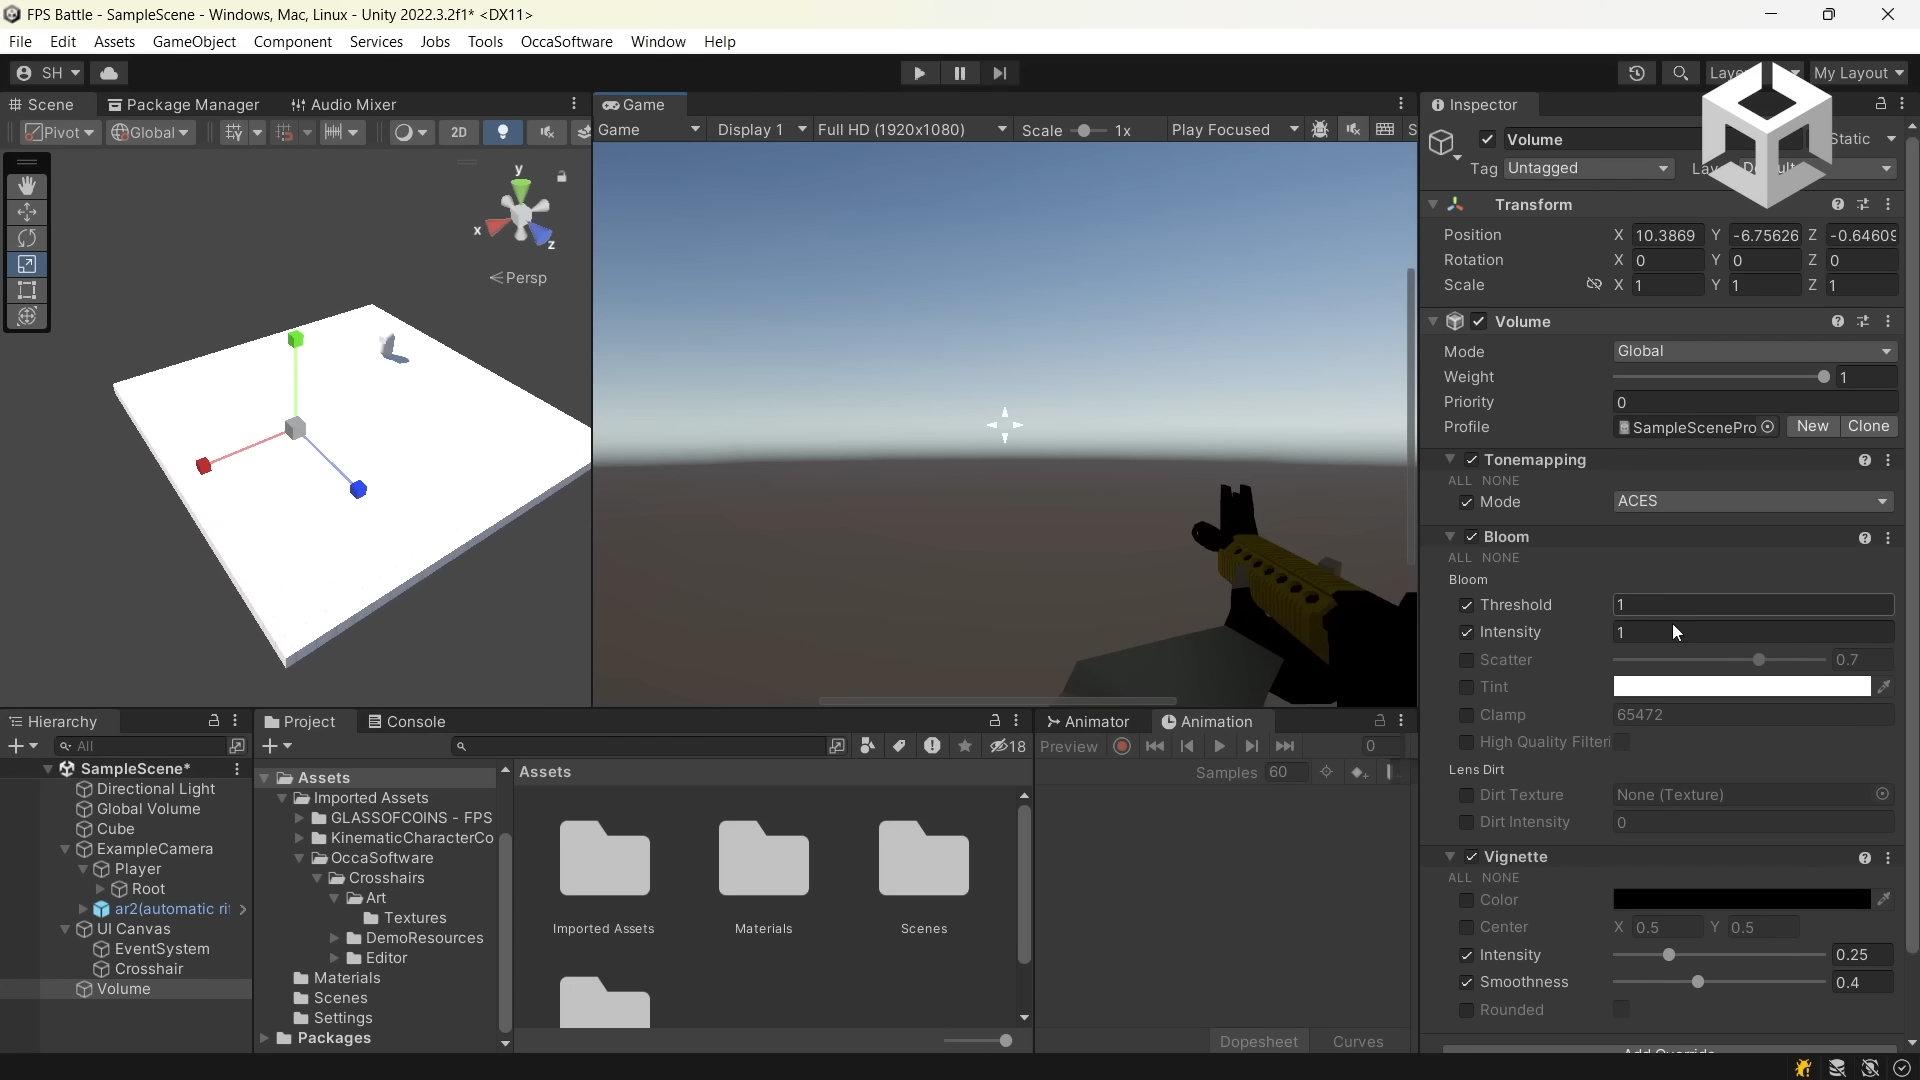 FPS Battle - SampleScene - Windows, Mac, Linux - Unity 2022.3.2f1* <DX11>
File Edit Assets GameObject Component Services Jobs Tools OccaSoftware Window Help
SH My Layout
Scene Package Manager Audio Mixer
Pivot Global 2D
y
x
z
Persp
Game
Game Display 1 Full HD (1920x1080) Scale 1x Play Focused S
Inspector
Volume Static
Tag Untagged
Transform
Position X 10.3869 Y -6.75626 Z -0.64609
Rotation X 0 Y 0 Z 0
Scale X 1 Y 1 Z 1
Volume
Mode Global
Weight 1
Priority 0
Profile SampleScenePro New Clone
Tonemapping
ALL NONE
Mode ACES
Bloom
ALL NONE
Bloom
Threshold 1
Intensity 1
Scatter 0.7
Tint
Clamp 65472
High Quality Filteri
Lens Dirt
Dirt Texture None (Texture)
Dirt Intensity 0
Vignette
ALL NONE
Color
Center X 0.5 Y 0.5
Intensity 0.25
Smoothness 0.4
Rounded
Hierarchy
All
SampleScene*
Directional Light
Global Volume
Cube
ExampleCamera
Player
Root
ar2(automatic rif
UI Canvas
EventSystem
Crosshair
Volume
Project Console
18
Assets
Imported Assets
GLASSOFCOINS - FPS
KinematicCharacterCo
OccaSoftware
Crosshairs
Art
Textures
DemoResources
Editor
Materials
Scenes
Settings
Packages
Assets
Imported Assets Materials Scenes
Animator Animation
Preview 0
Samples 60
Dopesheet Curves